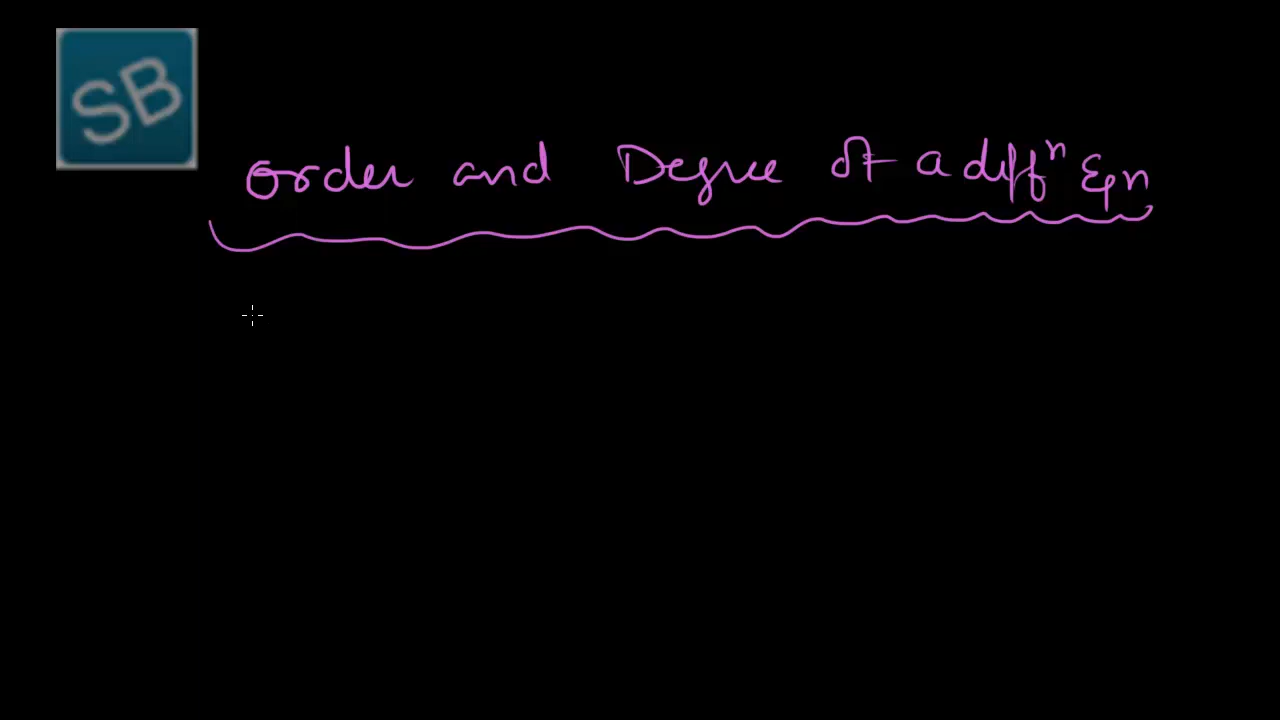 SB
Order and Degree of a diffⁿ Eqn